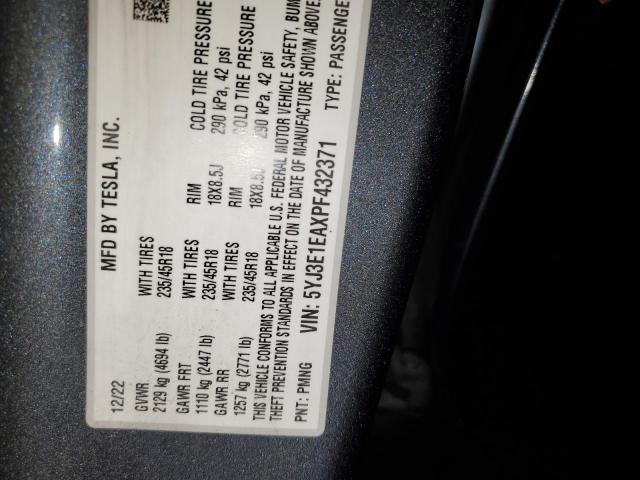 MFD BY TESLA, INC.
12/22
GVWR WITH TIRES RIM COLD TIRE PRESSURE
2129 kg (4694 lb) 235/45R18 18X8.5J 290 kPa, 42 psi
GAWR FRT WITH TIRES RIM COLD TIRE PRESSURE
1110 kg (2447 lb) 235/45R18 18X8.5J 290 kPa, 42 psi
GAWR RR WITH TIRES
1257 kg (2771 lb) 235/45R18
THIS VEHICLE CONFORMS TO ALL APPLICABLE U.S. FEDERAL MOTOR VEHICLE SAFETY,
THEFT PREVENTION STANDARDS IN EFFECT ON THE DATE OF MANUFACTURE SHOWN ABOVE.
PNT: PMNG VIN: 5YJ3E1EAXPF432371 TYPE: PASSENGE